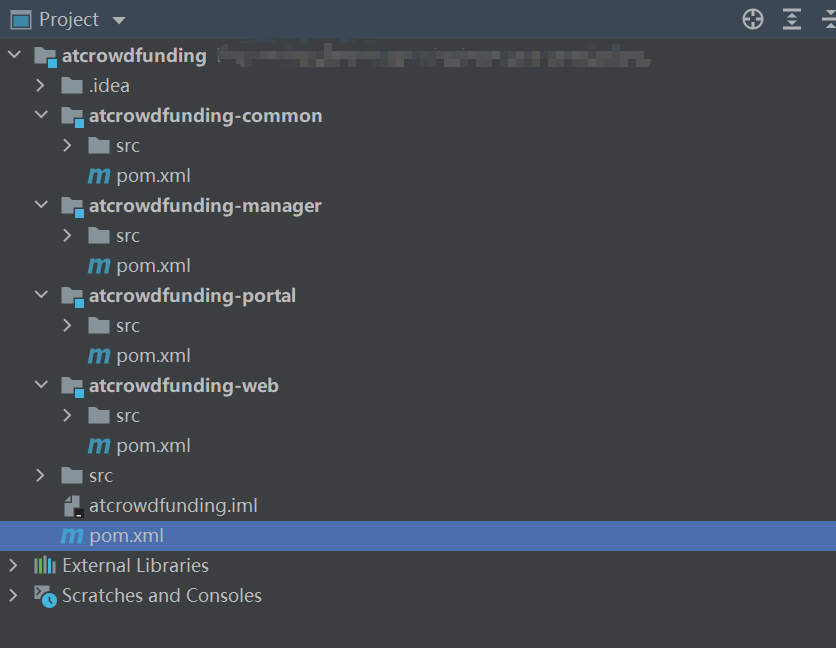 Project
atcrowdfunding
.idea
atcrowdfunding-common
src
m pom.xml
atcrowdfunding-manager
src
m pom.xml
atcrowdfunding-portal
src
m pom.xml
atcrowdfunding-web
src
m pom.xml
src
atcrowdfunding.iml
m pom.xml
External Libraries
Scratches and Consoles